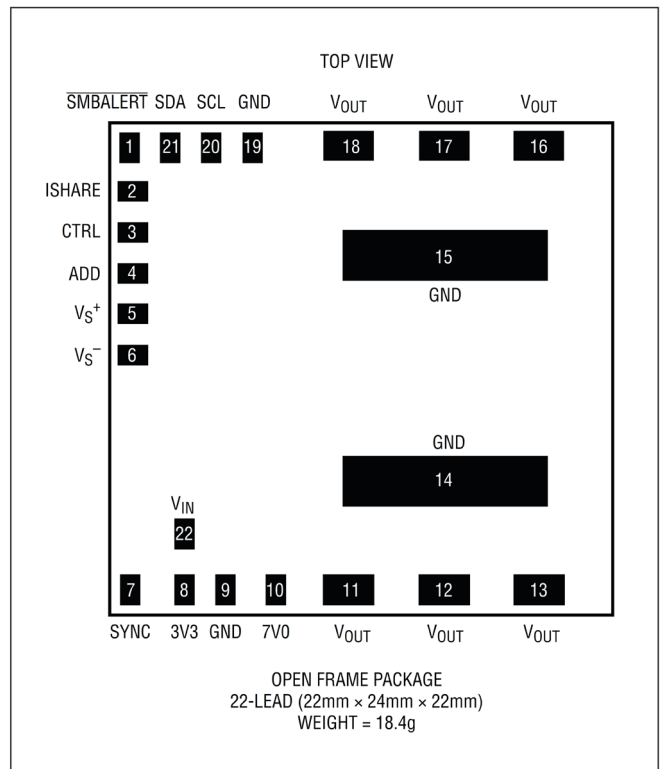 TOP VIEW
SMBALERT SDA SCL GND VOUT VOUT VOUT
1 21 20 19 18 17 16
ISHARE 2
CTRL 3
ADD 4
VS+ 5
VS− 6
15
GND
GND
14
VIN
22
7 8 9 10 11 12 13
SYNC 3V3 GND 7V0 VOUT VOUT VOUT
OPEN FRAME PACKAGE
22-LEAD (22mm × 24mm × 22mm)
WEIGHT = 18.4g